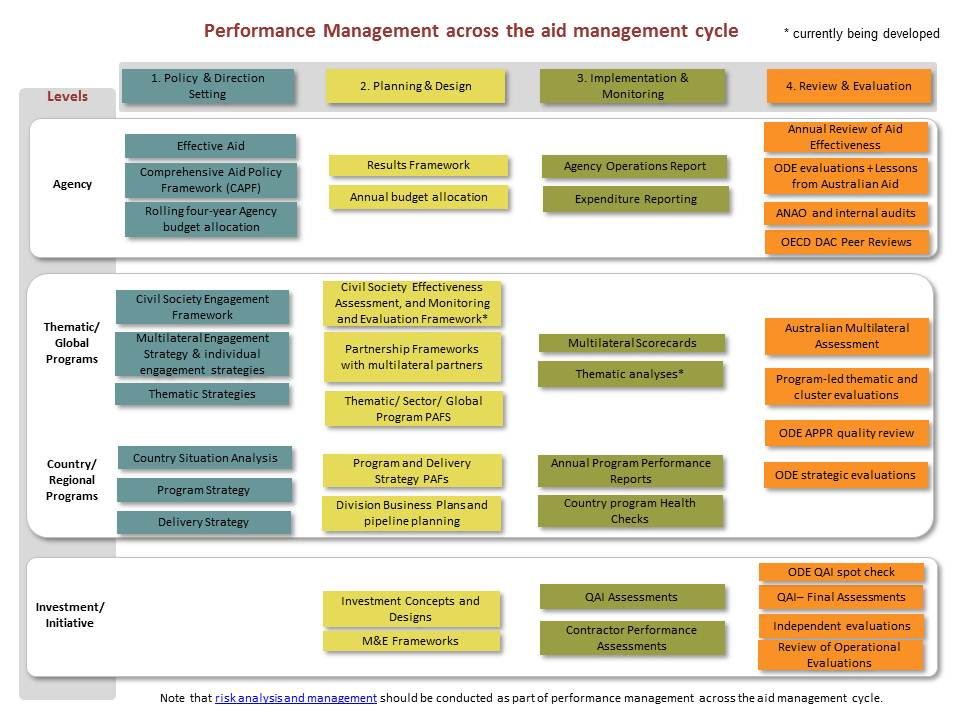 Performance Management across the aid management cycle
* currently being developed
Levels
1. Policy & Direction
Setting
2. Planning & Design
3. Implementation &
Monitoring
4. Review & Evaluation
Agency
Effective Aid
Comprehensive Aid Policy
Framework (CAPF)
Rolling four-year Agency
budget allocation
Results Framework
Annual budget allocation
Agency Operations Report
Expenditure Reporting
Annual Review of Aid
Effectiveness
ODE evaluations + Lessons
from Australian Aid
ANAO and internal audits
OECD DAC Peer Reviews
Thematic/
Global
Programs
Civil Society Engagement
Framework
Multilateral Engagement
Strategy & individual
engagement strategies
Thematic Strategies
Civil Society Effectiveness
Assessment, and Monitoring
and Evaluation Framework*
Partnership Frameworks
with multilateral partners
Thematic/ Sector/ Global
Program PAFS
Multilateral Scorecards
Thematic analyses*
Australian Multilateral
Assessment
Program-led thematic and
cluster evaluations
ODE APPR quality review
ODE strategic evaluations
Country/
Regional
Programs
Country Situation Analysis
Program Strategy
Delivery Strategy
Program and Delivery
Strategy PAFs
Division Business Plans and
pipeline planning
Annual Program Performance
Reports
Country program Health
Checks
Investment/
Initiative
Investment Concepts and
Designs
M&E Frameworks
QAI Assessments
Contractor Performance
Assessments
ODE QAI spot check
QAI– Final Assessments
Independent evaluations
Review of Operational
Evaluations
Note that risk analysis and management should be conducted as part of performance management across the aid management cycle.